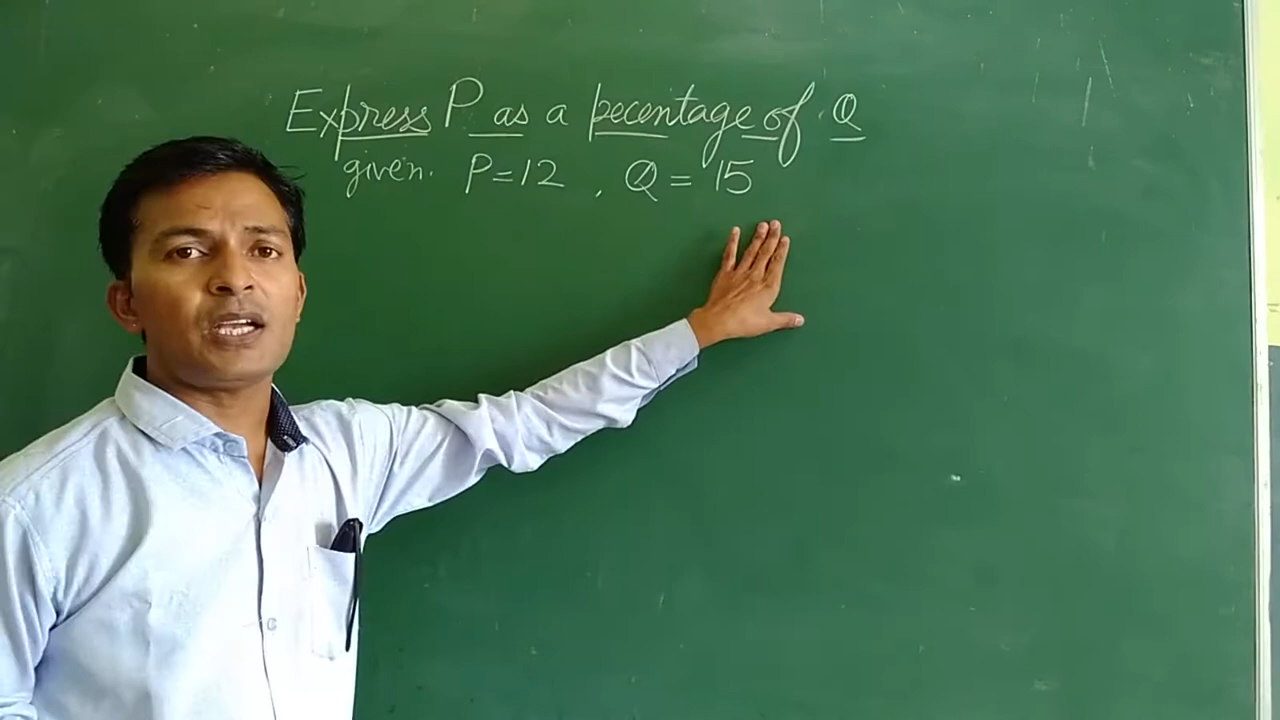 Express P as a pecentage of Q
given. P=12 , Q = 15